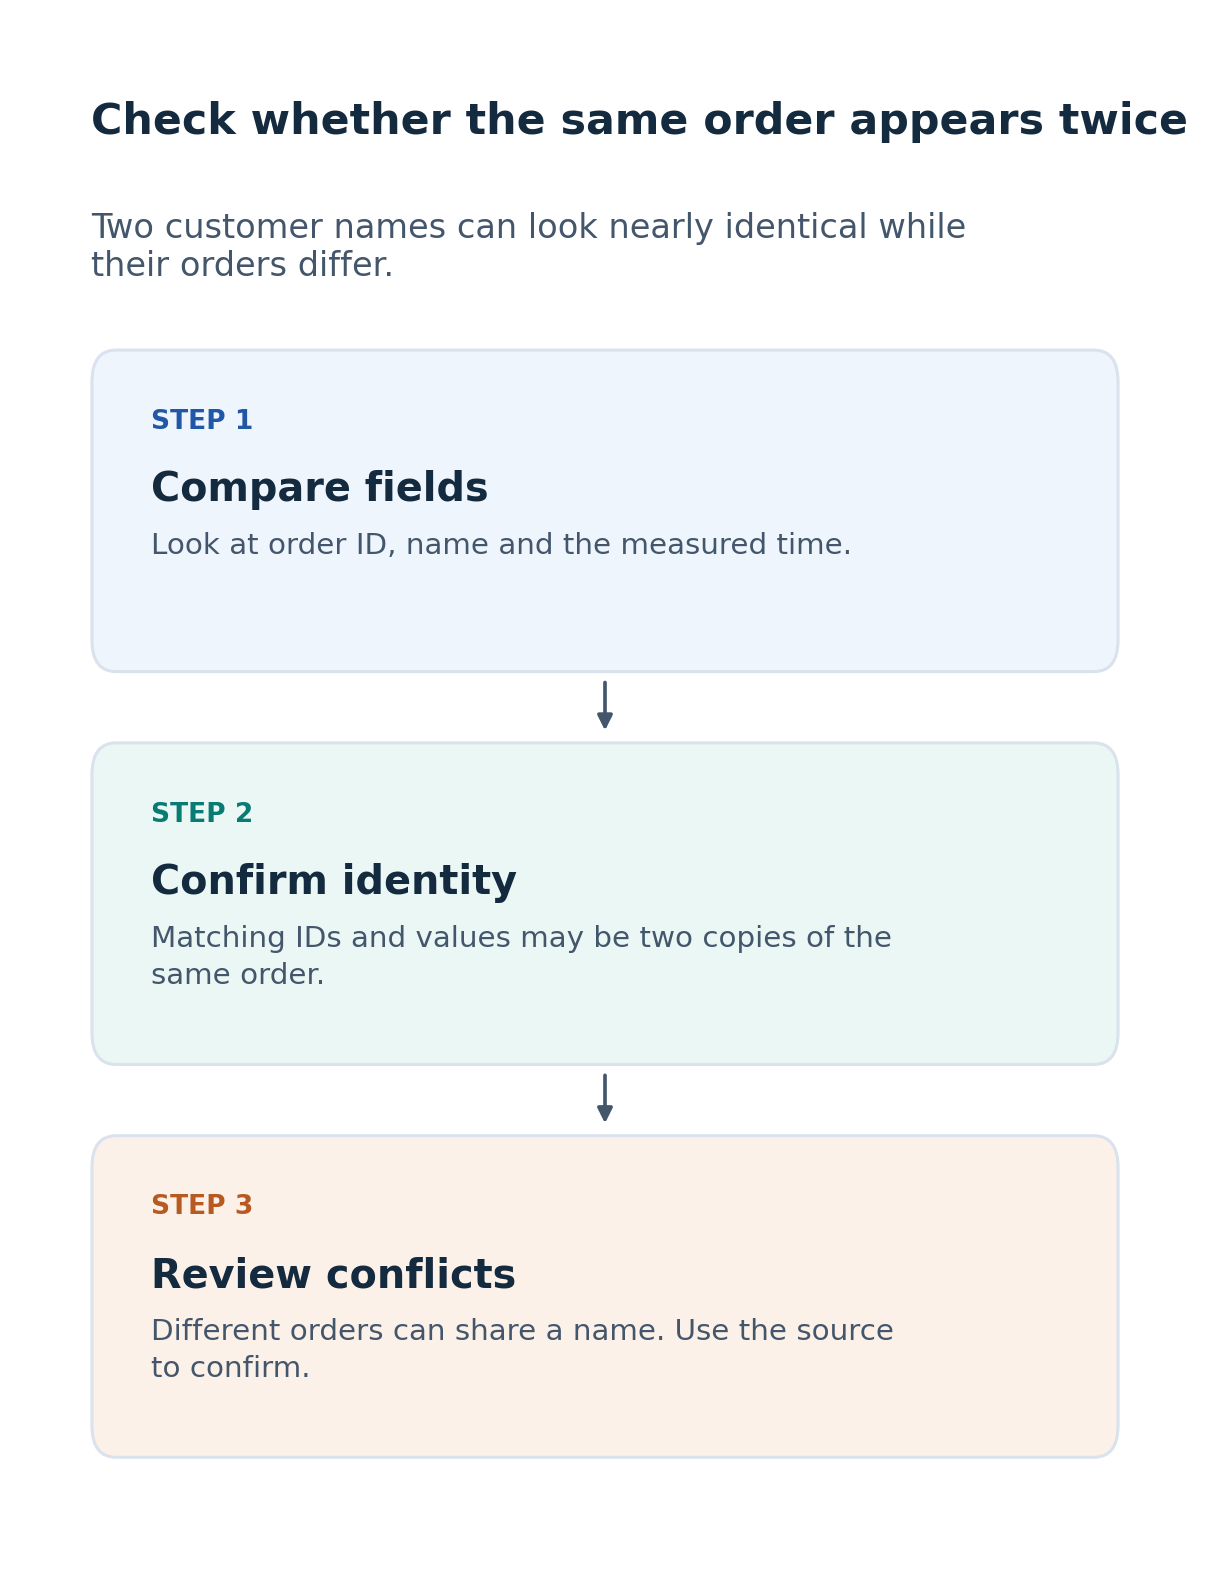 Check whether the same order appears twice
Two customer names can look nearly identical while
their orders differ.
STEP 1
Compare fields
Look at order ID, name and the measured time.
STEP 2
Confirm identity
Matching IDs and values may be two copies of the
same order.
STEP 3
Review conflicts
Different orders can share a name. Use the source
to confirm.